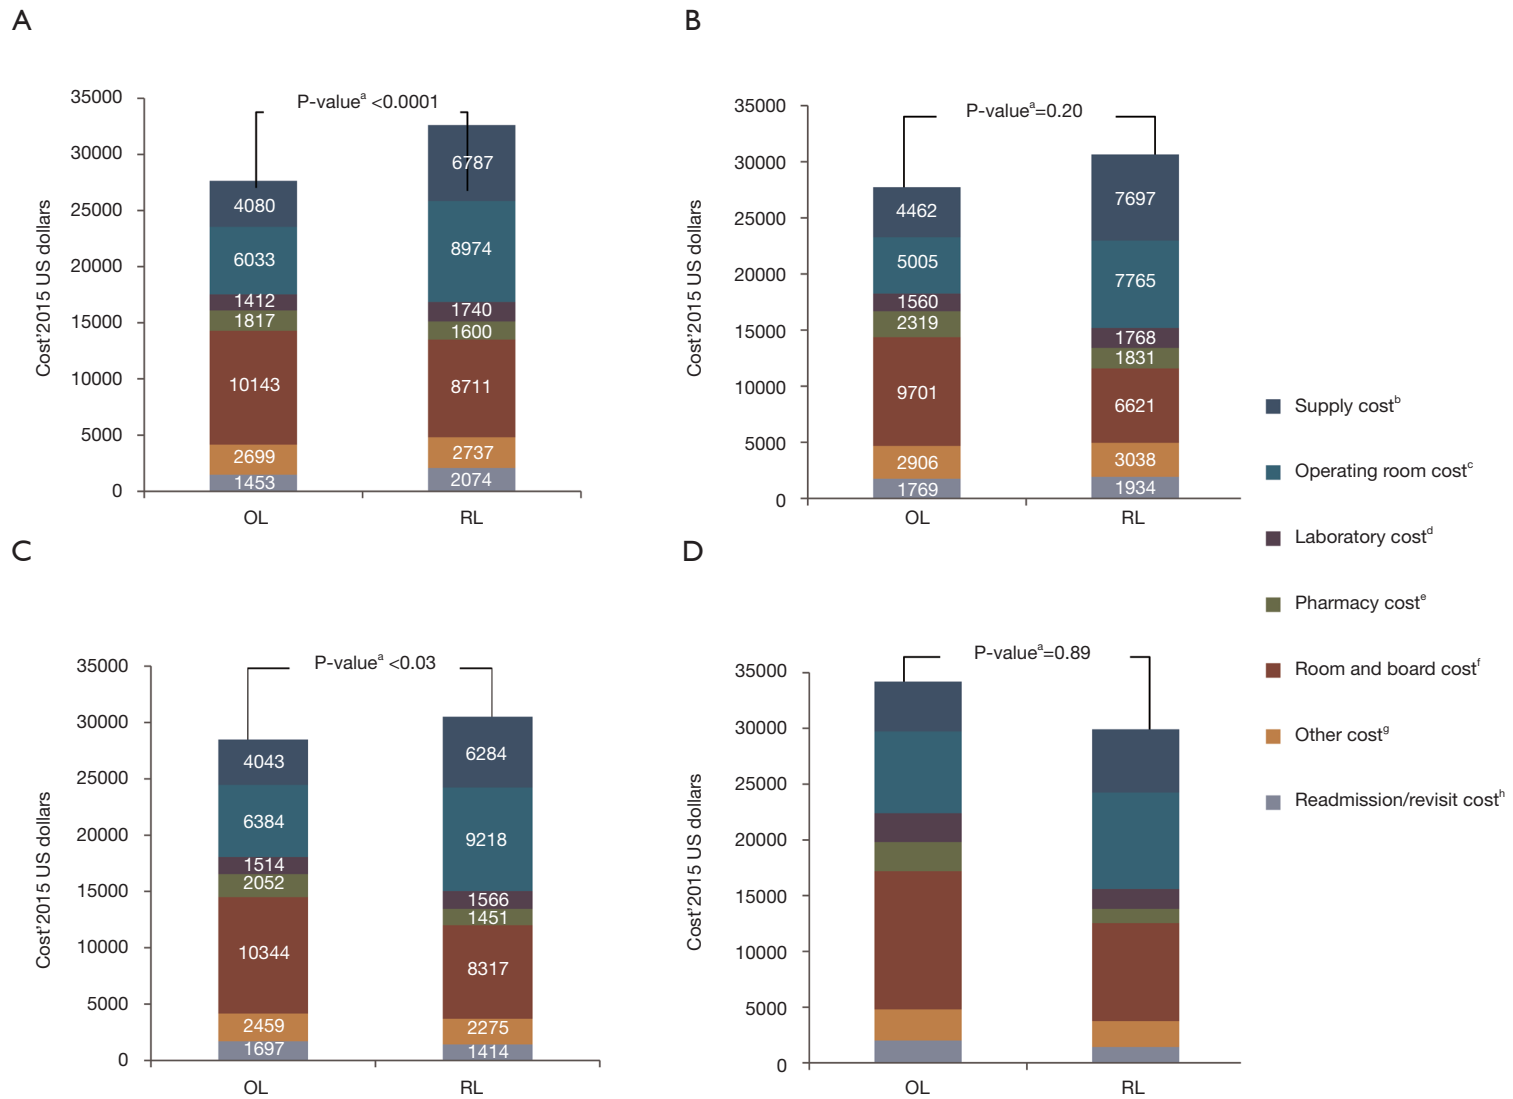 A
P-valueᵃ <0.0001
35000
30000
25000
20000
15000
10000
5000
0
Cost'2015 US dollars
4080
6033
1412
1817
10143
2699
1453
6787
8974
1740
1600
8711
2737
2074
OL
RL
B
P-valueᵃ=0.20
35000
30000
25000
20000
15000
10000
5000
0
Cost'2015 US dollars
4462
5005
1560
2319
9701
2906
1769
7697
7765
1768
1831
6621
3038
1934
OL
RL
C
P-valueᵃ <0.03
35000
30000
25000
20000
15000
10000
5000
0
Cost'2015 US dollars
4043
6384
1514
2052
10344
2459
1697
6284
9218
1566
1451
8317
2275
1414
OL
RL
D
P-valueᵃ=0.89
35000
30000
25000
20000
15000
10000
5000
0
Cost'2015 US dollars
OL
RL
Supply costᵇ
Operating room costᶜ
Laboratory costᵈ
Pharmacy costᵉ
Room and board costᶠ
Other costᵍ
Readmission/revisit costʰ